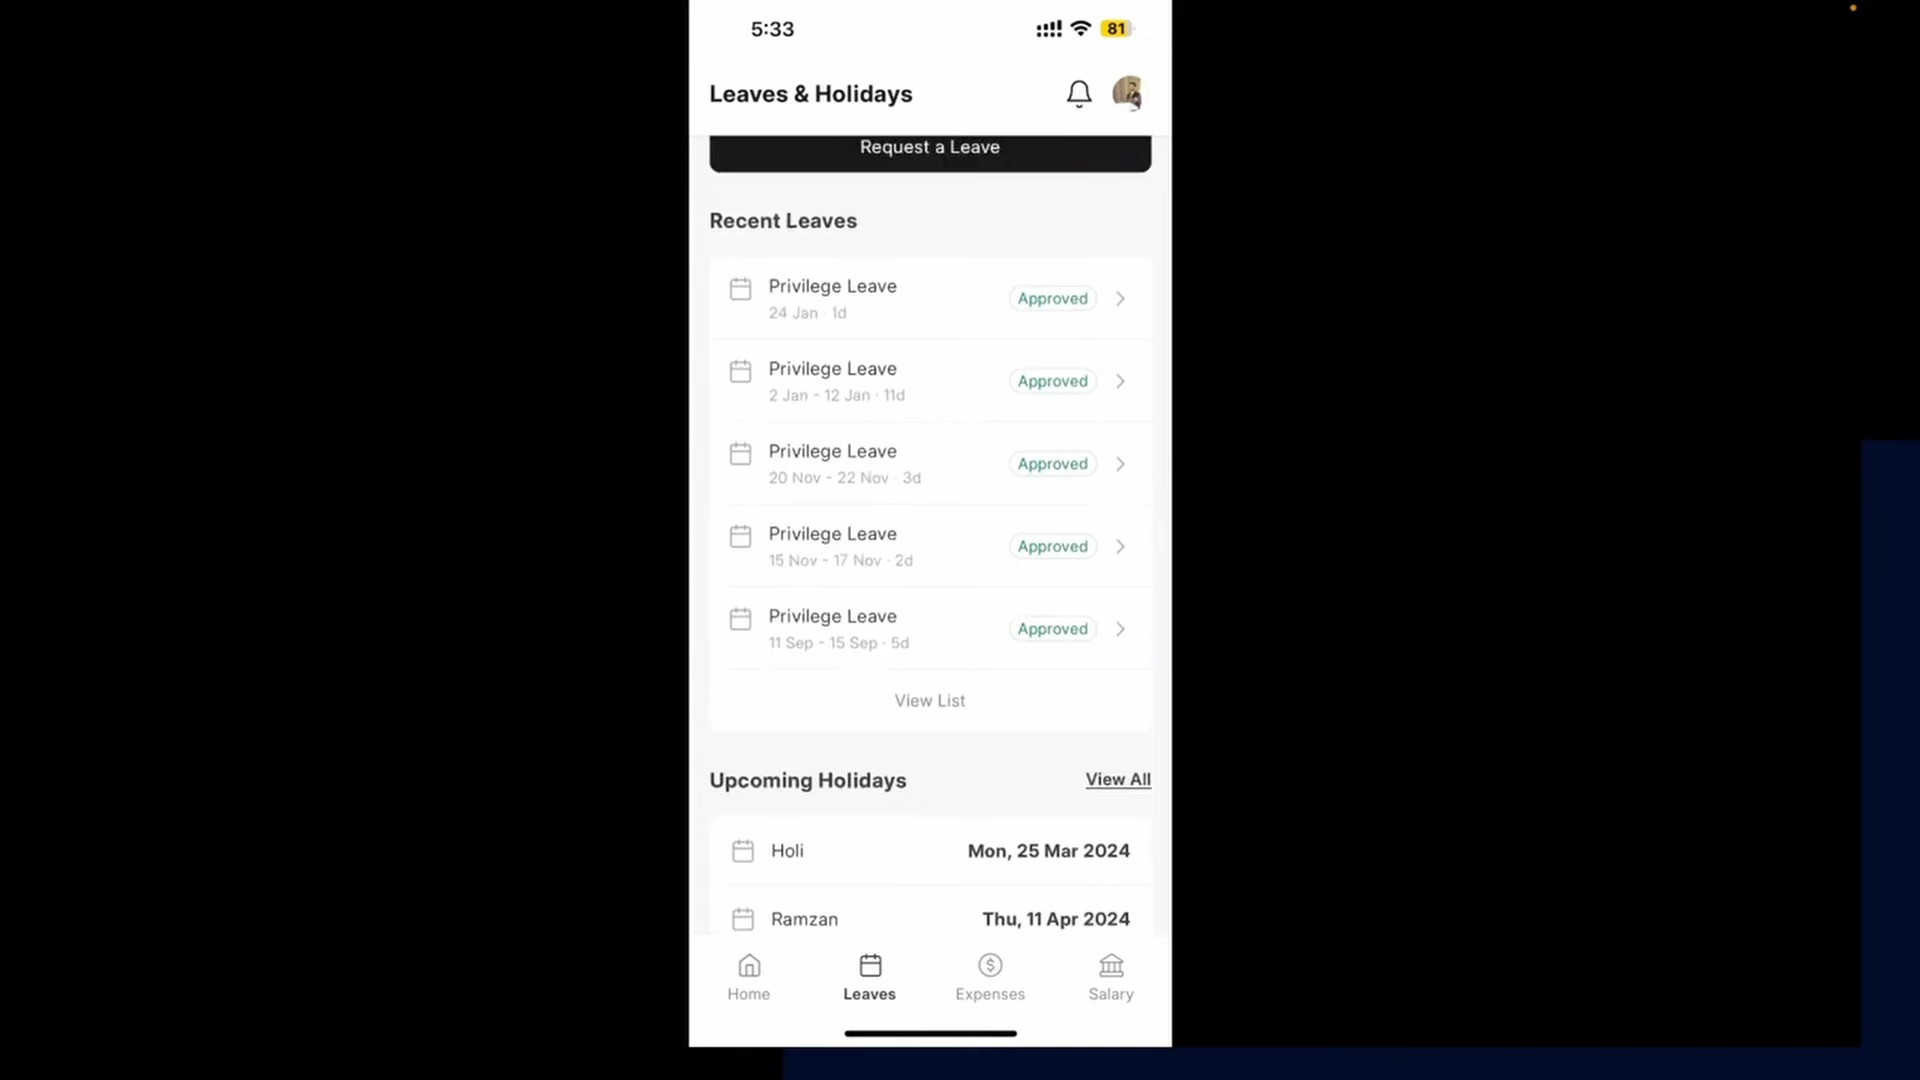 5:33
81
Leaves & Holidays
Request a Leave
Recent Leaves
Privilege Leave
24 Jan · 1d
Approved
Privilege Leave
2 Jan - 12 Jan · 11d
Approved
Privilege Leave
20 Nov - 22 Nov · 3d
Approved
Privilege Leave
15 Nov - 17 Nov · 2d
Approved
Privilege Leave
11 Sep - 15 Sep · 5d
Approved
View List
Upcoming Holidays View All
Holi Mon, 25 Mar 2024
Ramzan Thu, 11 Apr 2024
Home Leaves Expenses Salary